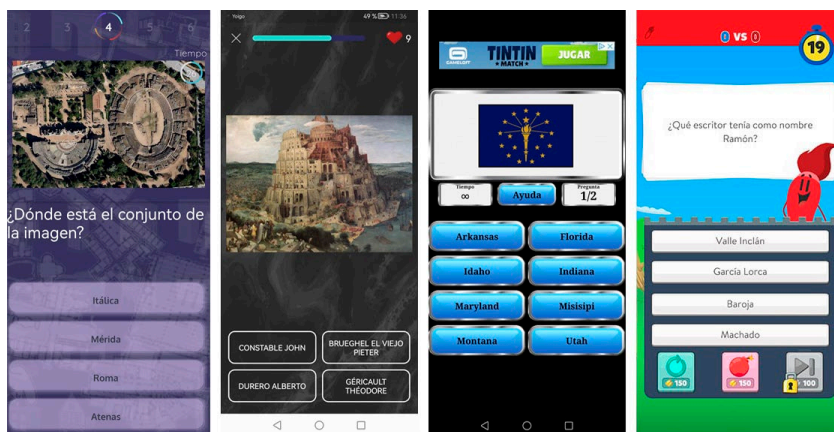 2
3
4
5
6
Tiempo
¿Dónde está el conjunto de
la imagen?
Itálica
Mérida
Roma
Atenas
Yoigo
49 % 11:36
9
CONSTABLE JOHN
BRUEGHEL EL VIEJO
PIETER
DURERO ALBERTO
GÉRICAULT
THÉODORE
GAMELOFT
TINTIN
MATCH
JUGAR
Tiempo
∞
Ayuda
Pregunta
1/2
Arkansas
Florida
Idaho
Indiana
Maryland
Misisipi
Montana
Utah
0 VS 0
19
¿Qué escritor tenía como nombre
Ramón?
Valle Inclán
García Lorca
Baroja
Machado
150
150
100